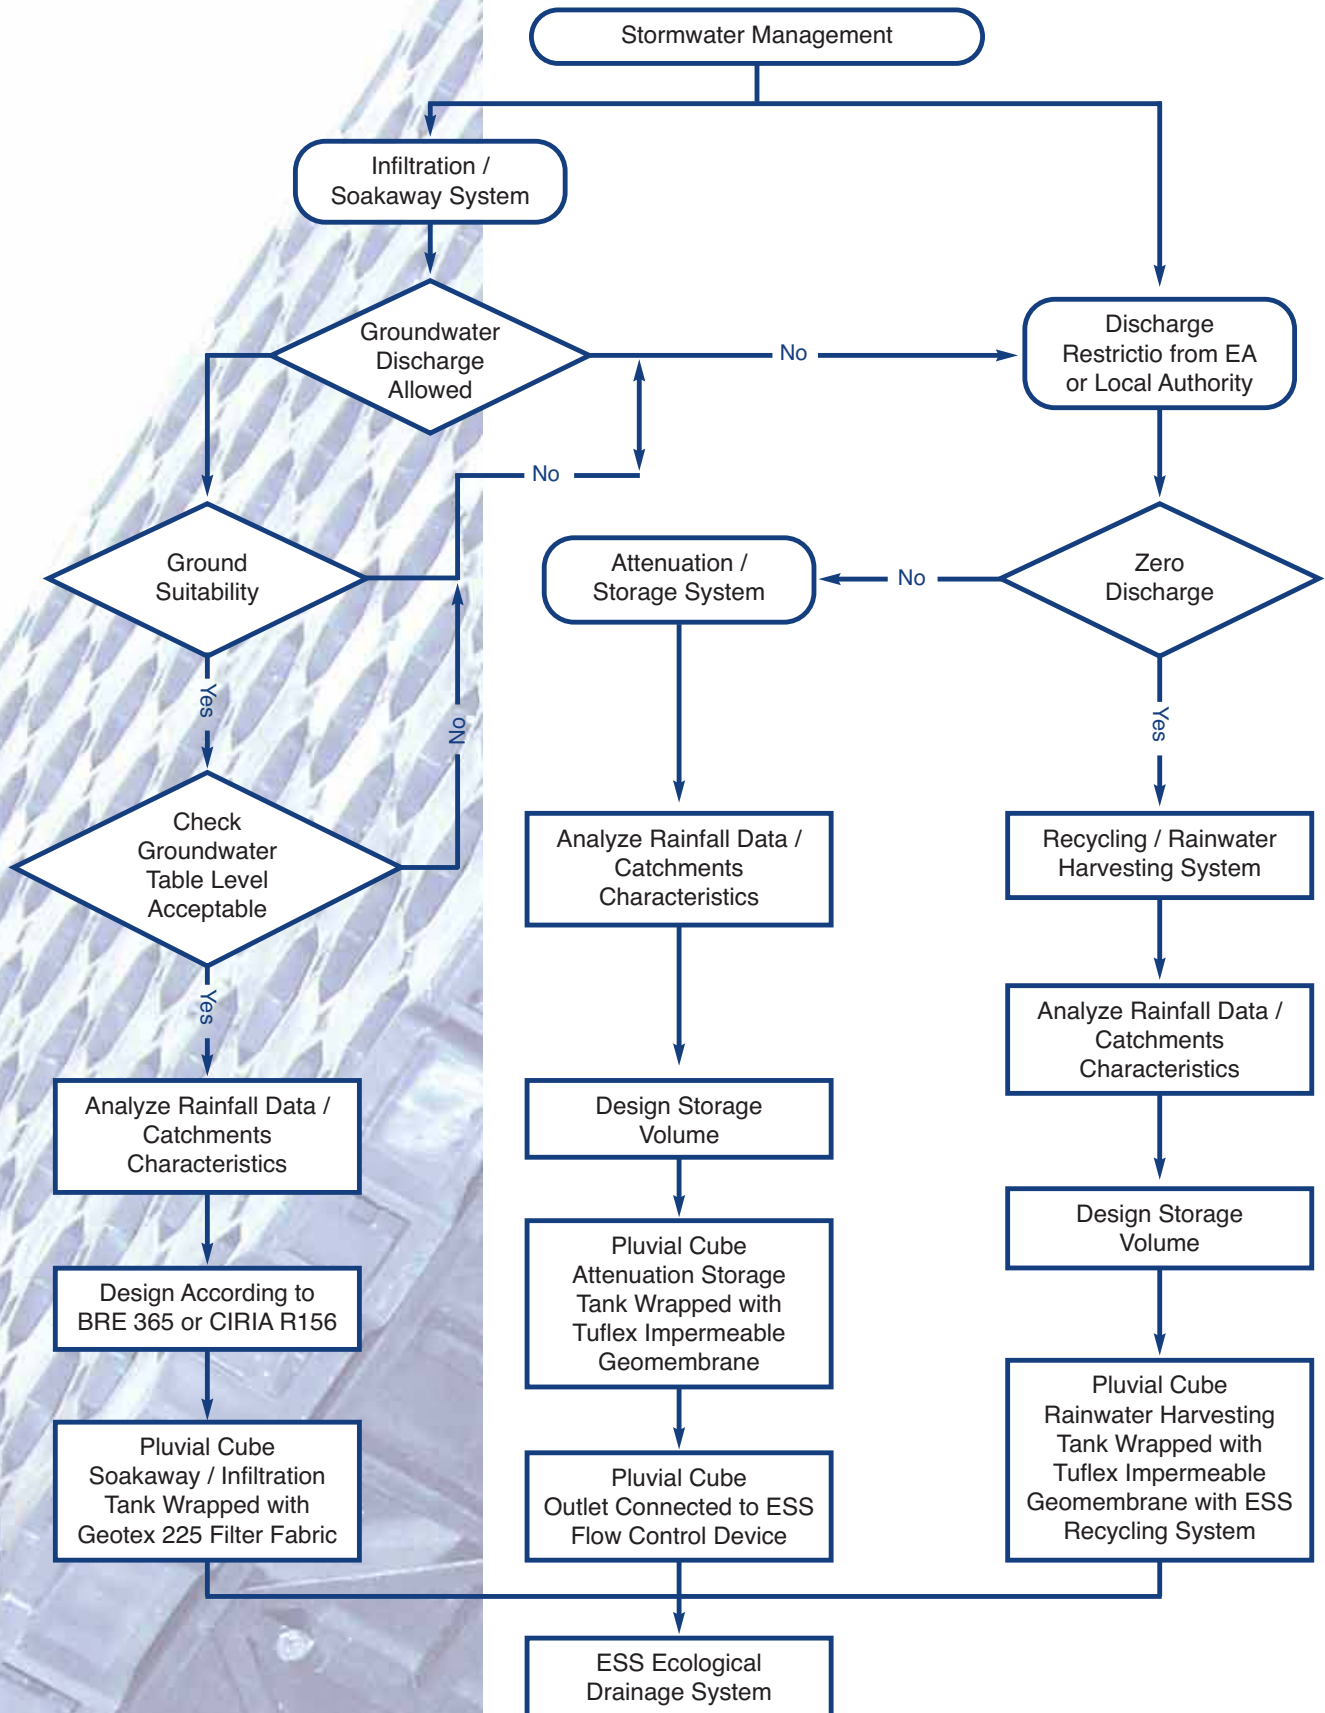 Stormwater Management
Infiltration /
Soakaway System
Groundwater
Discharge
Allowed
No
Discharge
Restrictio from EA
or Local Authority
No
Ground
Suitability
Attenuation /
Storage System
No
Zero
Discharge
Yes
No
Yes
Check
Groundwater
Table Level
Acceptable
Analyze Rainfall Data /
Catchments
Characteristics
Recycling / Rainwater
Harvesting System
Yes
Analyze Rainfall Data /
Catchments
Characteristics
Analyze Rainfall Data /
Catchments
Characteristics
Design Storage
Volume
Design Storage
Volume
Design According to
BRE 365 or CIRIA R156
Pluvial Cube
Attenuation Storage
Tank Wrapped with
Tuflex Impermeable
Geomembrane
Pluvial Cube
Rainwater Harvesting
Tank Wrapped with
Tuflex Impermeable
Geomembrane with ESS
Recycling System
Pluvial Cube
Soakaway / Infiltration
Tank Wrapped with
Geotex 225 Filter Fabric
Pluvial Cube
Outlet Connected to ESS
Flow Control Device
ESS Ecological
Drainage System